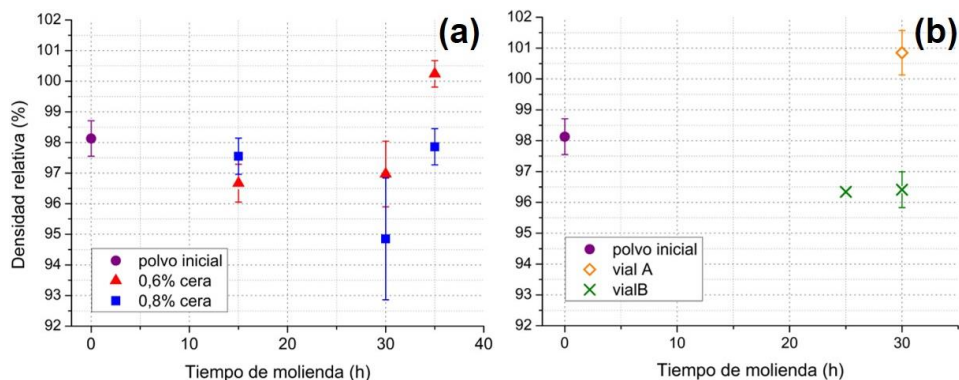 (a)
Densidad relativa (%)
102
101
100
99
98
97
96
95
94
93
92
polvo inicial
0,6% cera
0,8% cera
0
10
20
30
40
Tiempo de molienda (h)
(b)
102
101
100
99
98
97
96
95
94
93
92
polvo inicial
vial A
vialB
0
10
20
30
Tiempo de molienda (h)